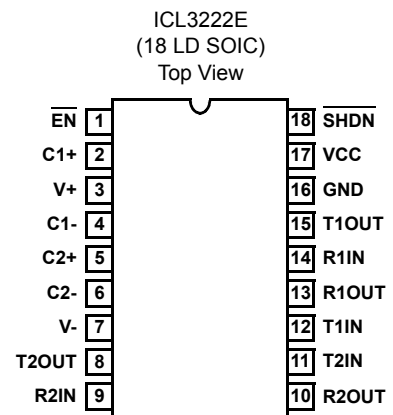 ICL3222E
(18 LD SOIC)
Top View
EN 1 18 SHDN
C1+ 2 17 VCC
V+ 3 16 GND
C1- 4 15 T1OUT
C2+ 5 14 R1IN
C2- 6 13 R1OUT
V- 7 12 T1IN
T2OUT 8 11 T2IN
R2IN 9 10 R2OUT